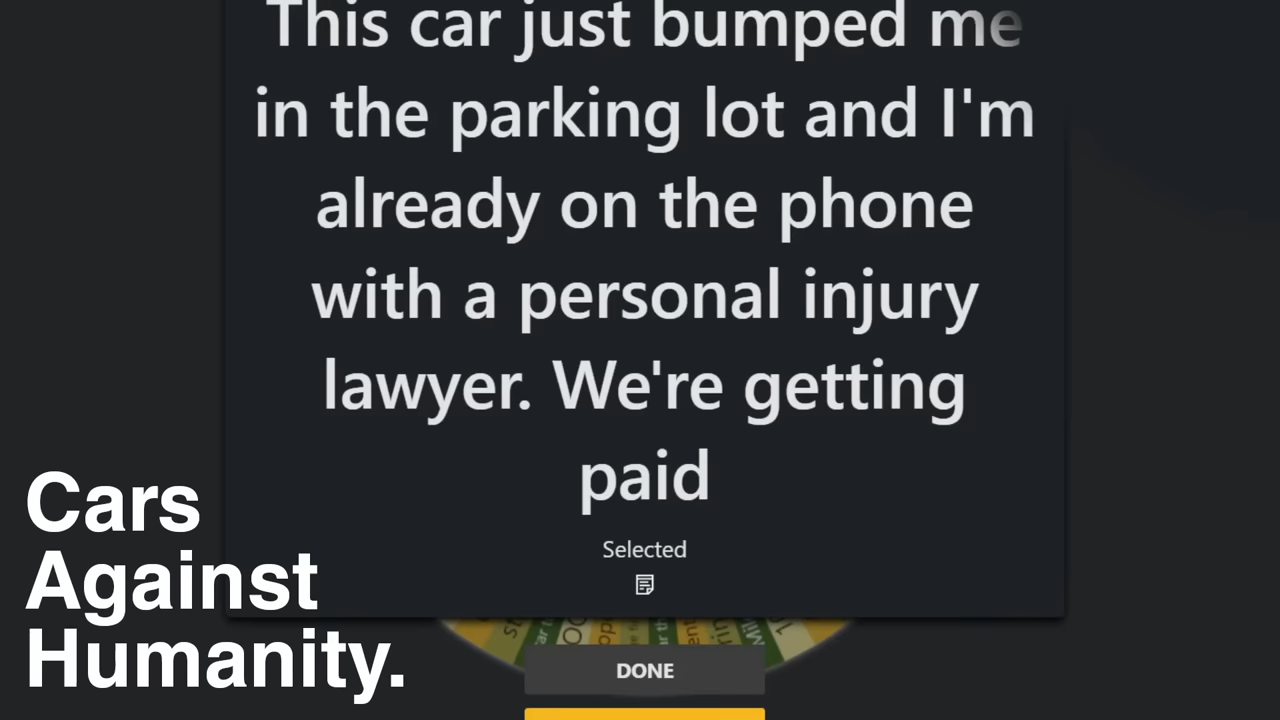 This car just bumped me
in the parking lot and I'm
already on the phone
with a personal injury
lawyer. We're getting
paid
Selected
DONE
Cars
Against
Humanity.